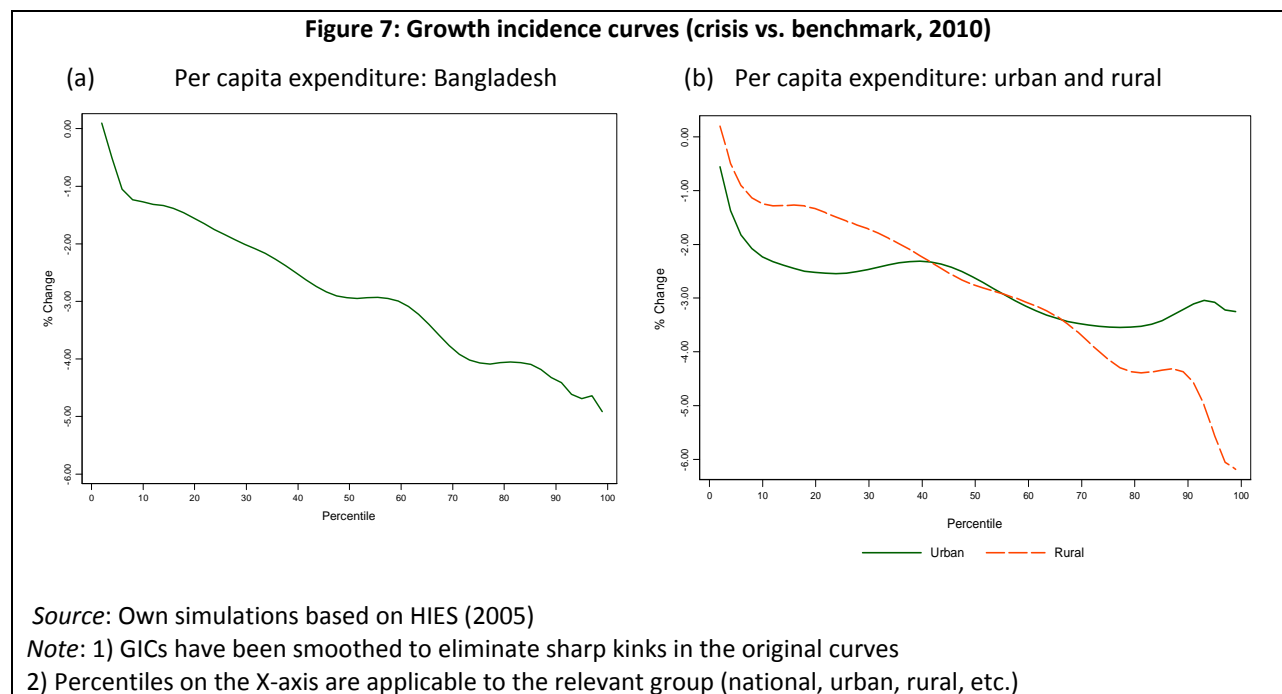 Figure 7: Growth incidence curves (crisis vs. benchmark, 2010)
(a) Per capita expenditure: Bangladesh
(b) Per capita expenditure: urban and rural
% Change
0.00
-1.00
-2.00
-3.00
-4.00
-5.00
-6.00
0 10 20 30 40 50 60 70 80 90 100
Percentile
% Change
0.00
-1.00
-2.00
-3.00
-4.00
-5.00
-6.00
0 10 20 30 40 50 60 70 80 90 100
Percentile
Urban Rural
Source: Own simulations based on HIES (2005)
Note: 1) GICs have been smoothed to eliminate sharp kinks in the original curves
2) Percentiles on the X-axis are applicable to the relevant group (national, urban, rural, etc.)